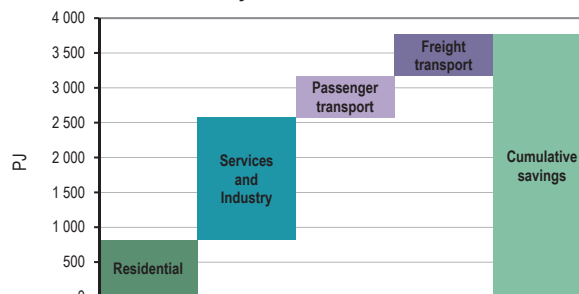 4 000
3 500
3 000
2 500
2 000
1 500
1 000
500
0
PJ
Residential
Services
and
Industry
Passenger
transport
Freight
transport
Cumulative
savings